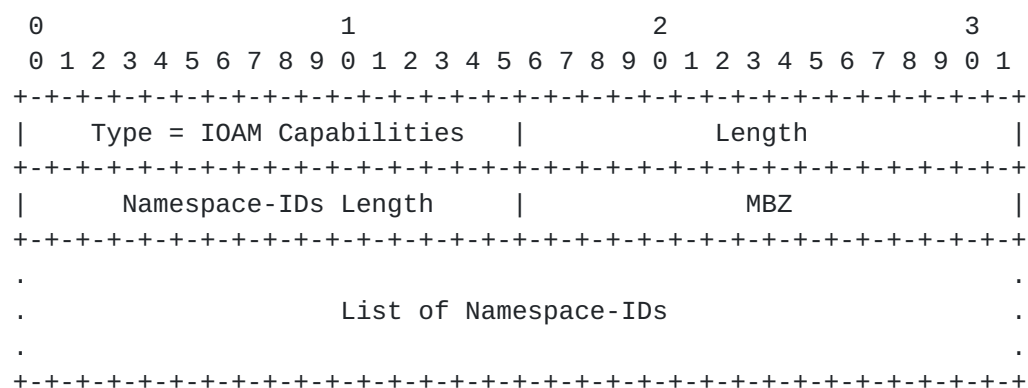 0                   1                   2                   3
 0 1 2 3 4 5 6 7 8 9 0 1 2 3 4 5 6 7 8 9 0 1 2 3 4 5 6 7 8 9 0 1
+-+-+-+-+-+-+-+-+-+-+-+-+-+-+-+-+-+-+-+-+-+-+-+-+-+-+-+-+-+-+-+-+
|    Type = IOAM Capabilities   |            Length             |
+-+-+-+-+-+-+-+-+-+-+-+-+-+-+-+-+-+-+-+-+-+-+-+-+-+-+-+-+-+-+-+-+
|      Namespace-IDs Length     |              MBZ              |
+-+-+-+-+-+-+-+-+-+-+-+-+-+-+-+-+-+-+-+-+-+-+-+-+-+-+-+-+-+-+-+-+
.                                                               .
.                    List of Namespace-IDs                      .
.                                                               .
+-+-+-+-+-+-+-+-+-+-+-+-+-+-+-+-+-+-+-+-+-+-+-+-+-+-+-+-+-+-+-+-+